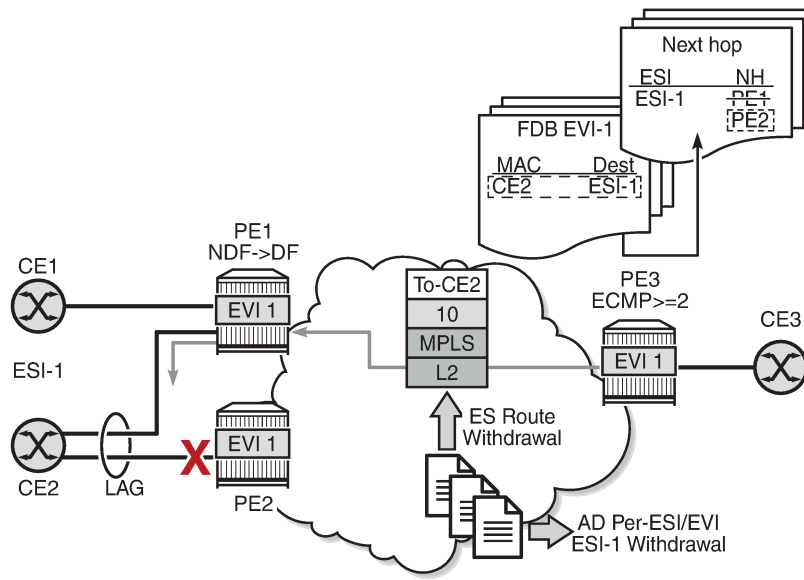 Next hop
ESI NH
ESI-1 PE1
PE2
FDB EVI-1
MAC Dest
CE2 ESI-1
PE1
NDF->DF
CE1
EVI 1
To-CE2
10
MPLS
L2
PE3
ECMP>=2
CE3
EVI 1
ESI-1
ES Route
Withdrawal
EVI 1
X
CE2
LAG
PE2
AD Per-ESI/EVI
ESI-1 Withdrawal